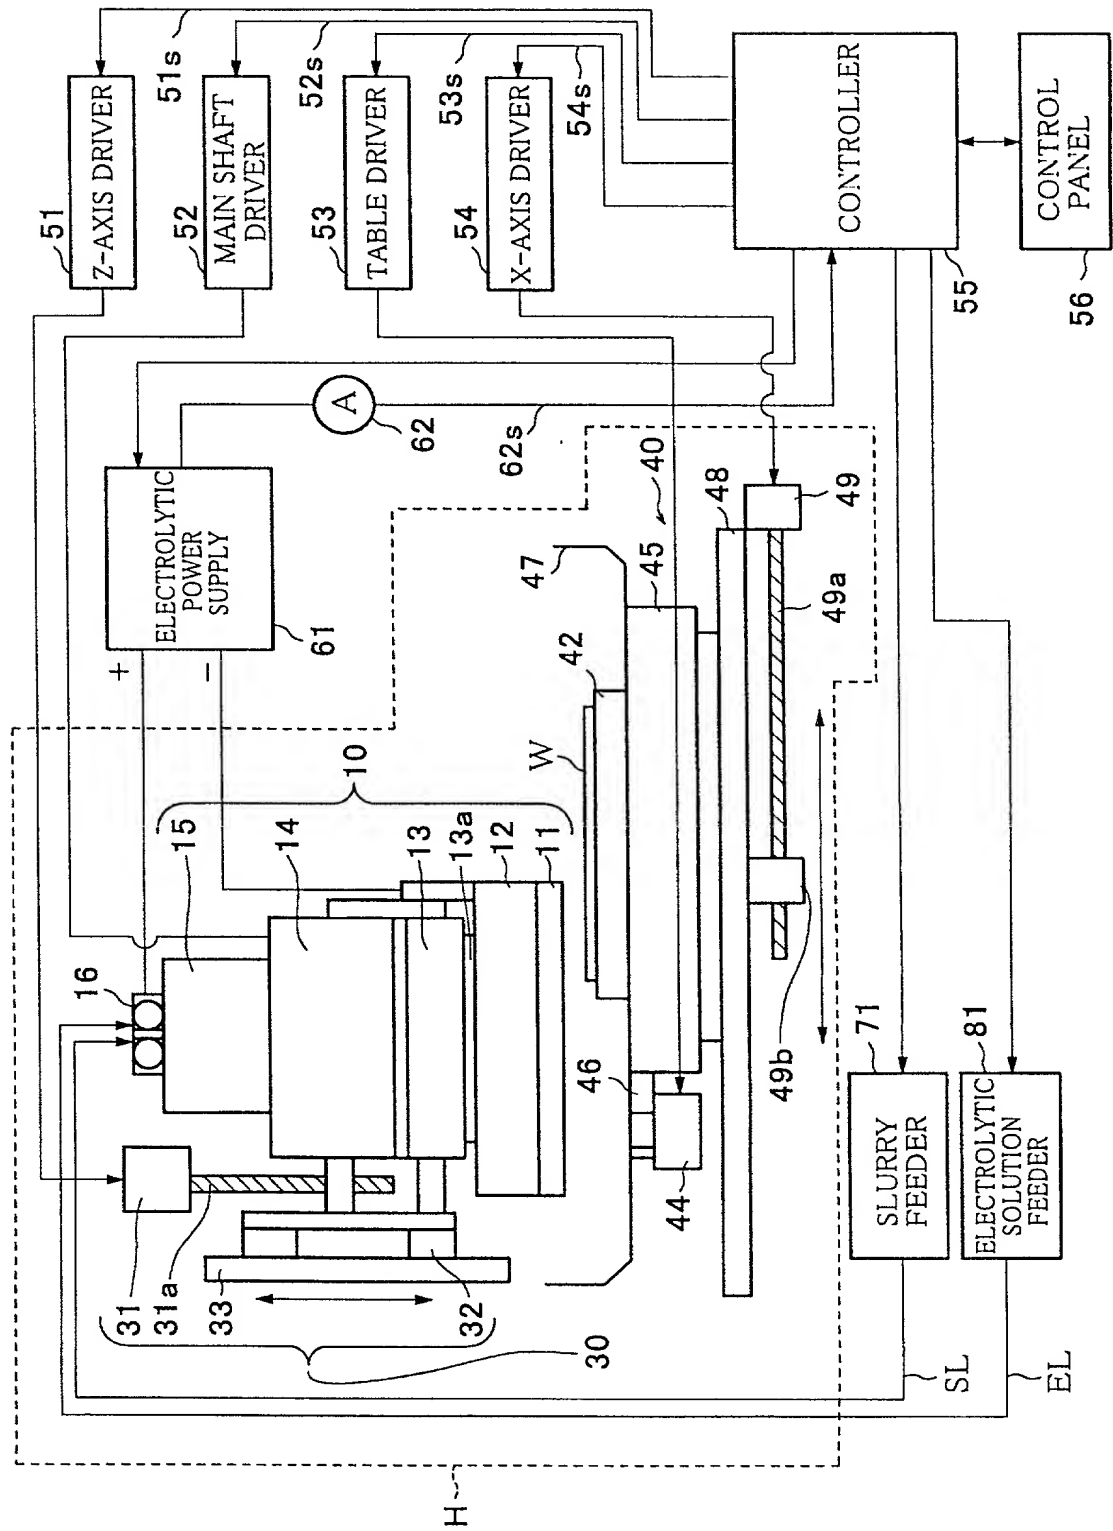 H
30
31
31a
33
32
16
15
14
13
13a
12
11
10
+
−
ELECTROLYTIC
POWER
SUPPLY
61
A
62
62s
51
Z-AXIS DRIVER
51s
52
MAIN SHAFT
DRIVER
52s
53
TABLE DRIVER
53s
54
X-AXIS DRIVER
54s
W
42
47
45
40
48
49
49a
49b
46
44
CONTROLLER
55
CONTROL
PANEL
56
71
SLURRY
FEEDER
81
ELECTROLYTIC
SOLUTION
FEEDER
SL
EL